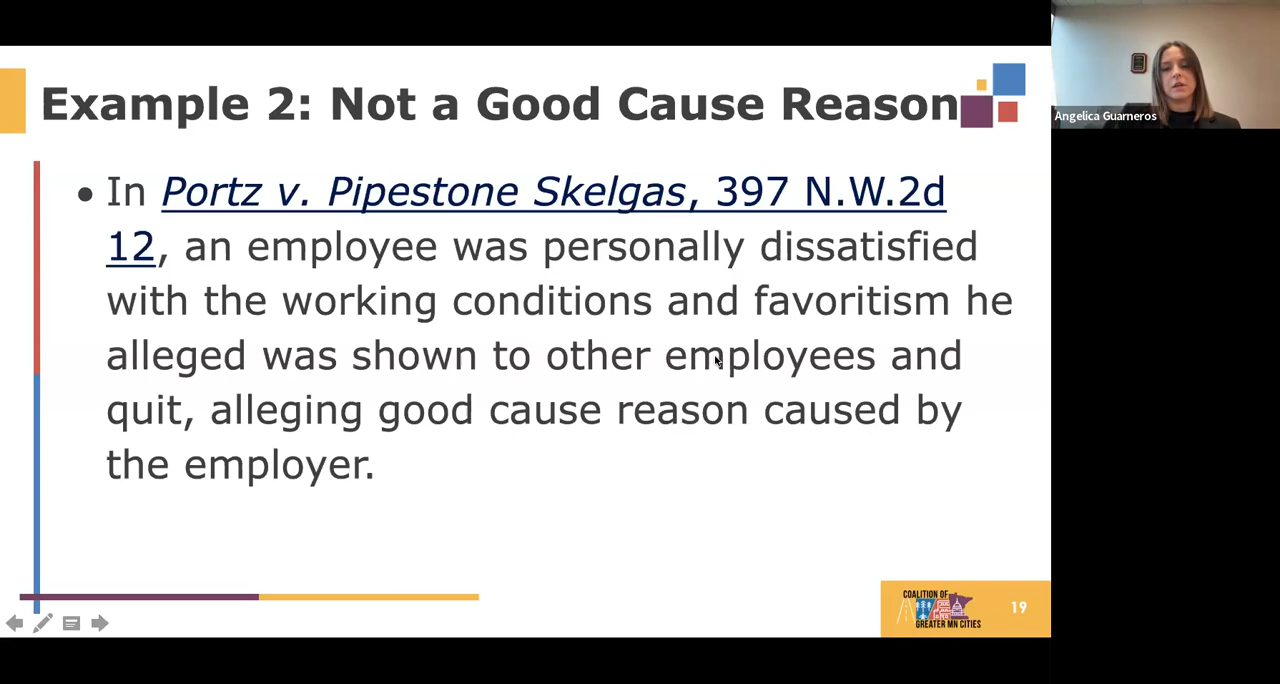 Example 2: Not a Good Cause Reason
Angelica Guarneros
• In Portz v. Pipestone Skelgas, 397 N.W.2d
12, an employee was personally dissatisfied
with the working conditions and favoritism he
alleged was shown to other employees and
quit, alleging good cause reason caused by
the employer.
COALITION OF
GREATER MN CITIES
19